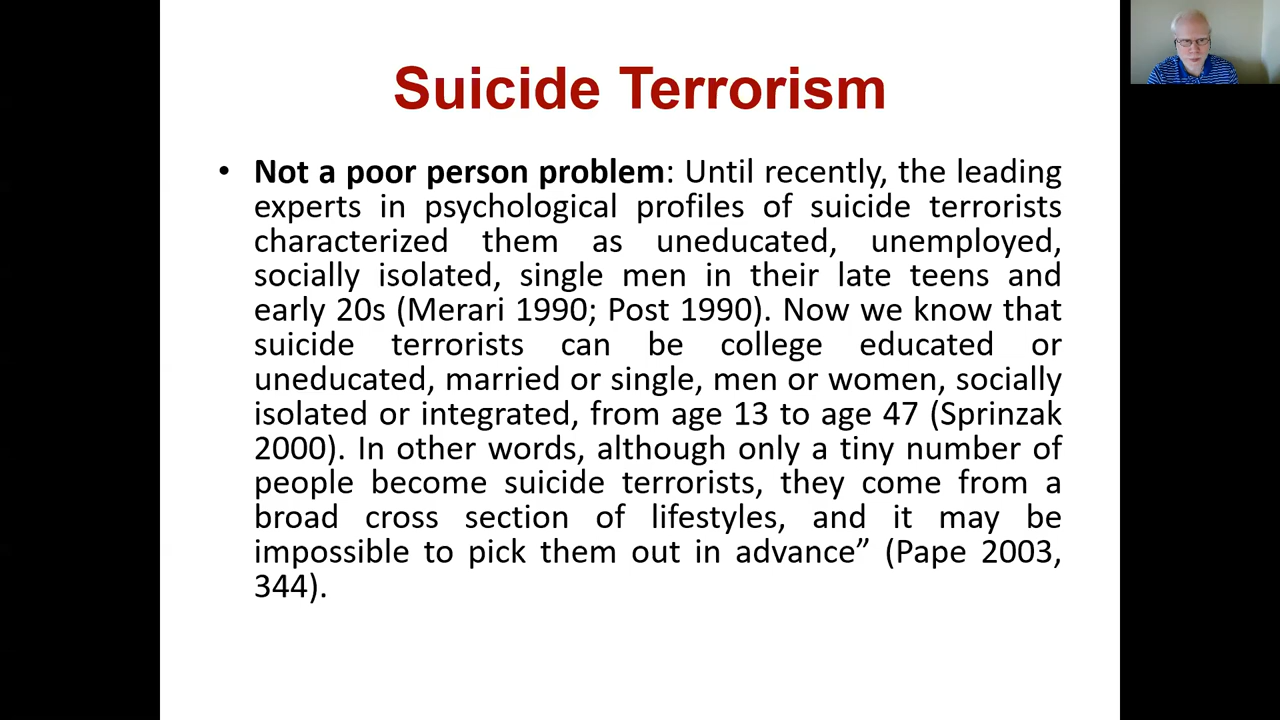 Suicide Terrorism
• Not a poor person problem: Until recently, the leading
experts in psychological profiles of suicide terrorists
characterized them as uneducated, unemployed,
socially isolated, single men in their late teens and
early 20s (Merari 1990; Post 1990). Now we know that
suicide terrorists can be college educated or
uneducated, married or single, men or women, socially
isolated or integrated, from age 13 to age 47 (Sprinzak
2000). In other words, although only a tiny number of
people become suicide terrorists, they come from a
broad cross section of lifestyles, and it may be
impossible to pick them out in advance” (Pape 2003,
344).